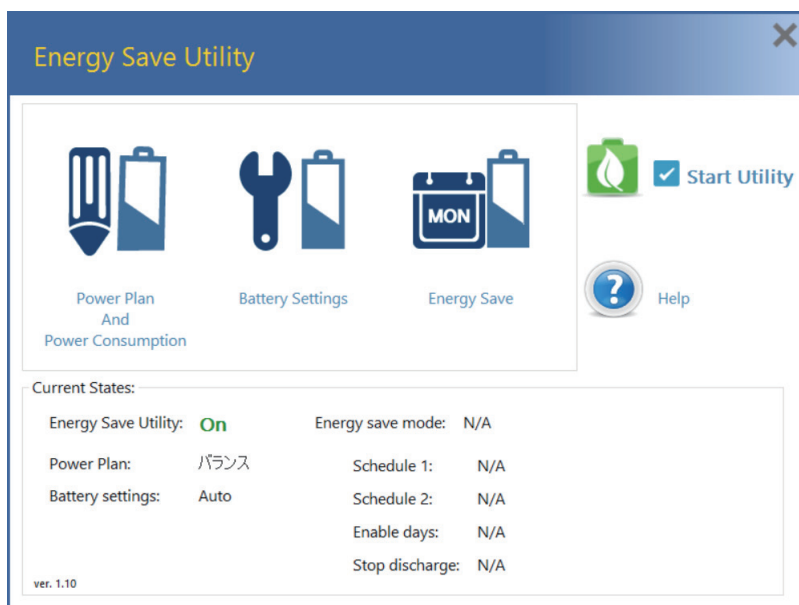 Energy Save Utility
MON
Power Plan
And
Power Consumption
Battery Settings
Energy Save
Start Utility
?
Help
Current States:
Energy Save Utility: On
Energy save mode: N/A
Power Plan: バランス
Schedule 1: N/A
Battery settings: Auto
Schedule 2: N/A
Enable days: N/A
Stop discharge: N/A
ver. 1.10